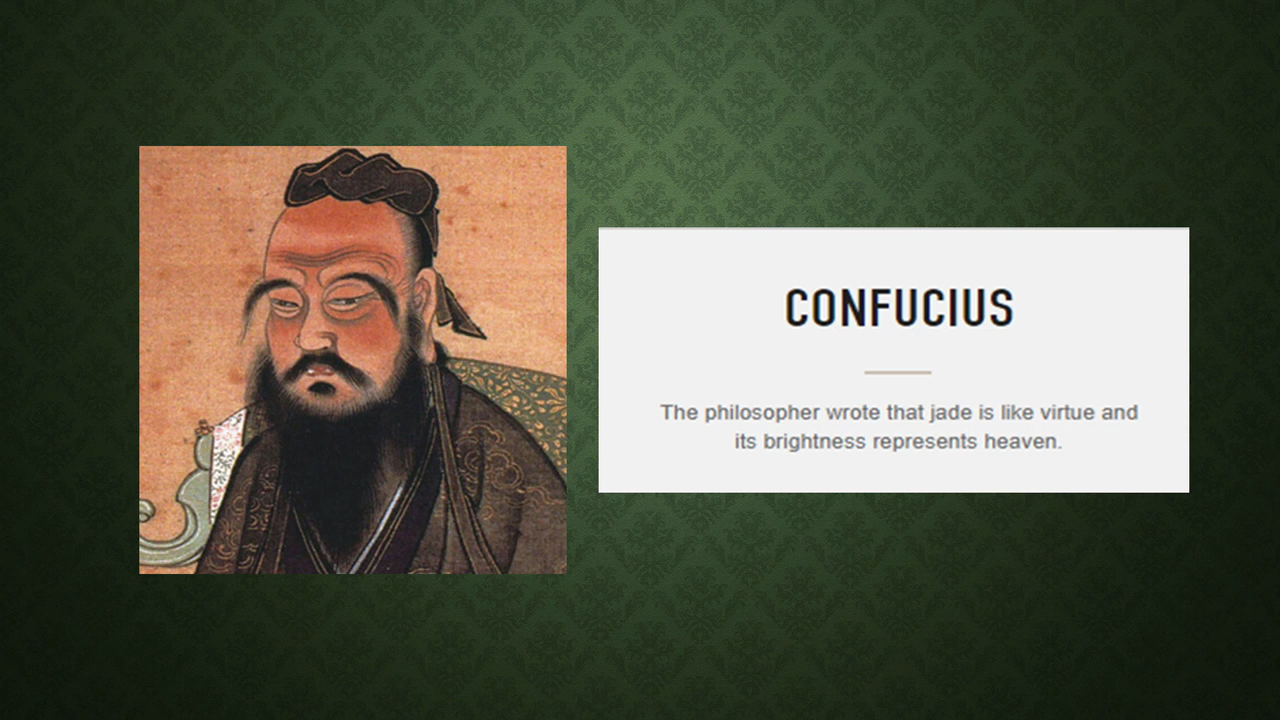 CONFUCIUS
The philosopher wrote that jade is like virtue and
its brightness represents heaven.